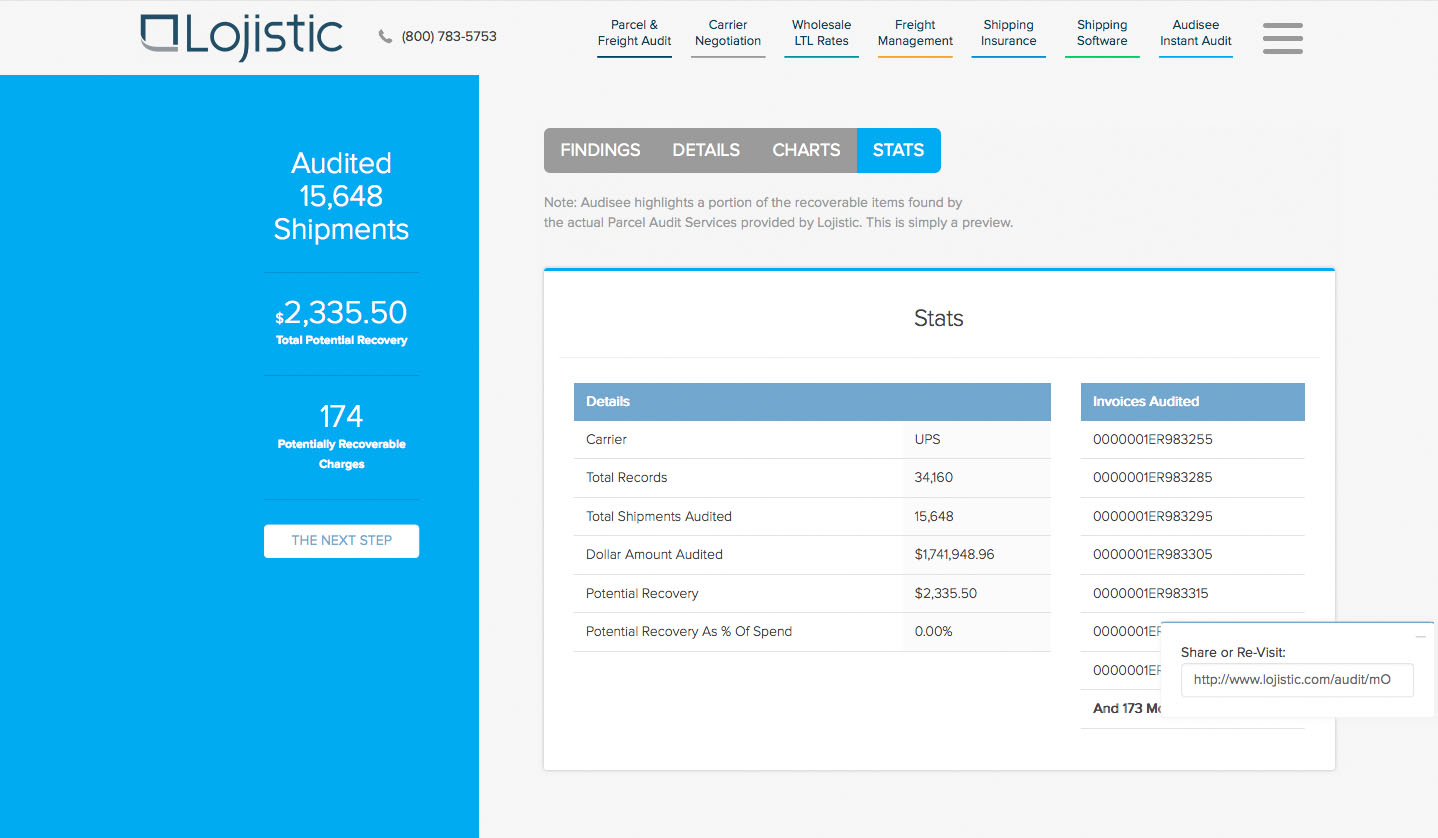 Lojistic
(800) 783-5753
Parcel &
Freight Audit
Carrier
Negotiation
Wholesale
LTL Rates
Freight
Management
Shipping
Insurance
Shipping
Software
Audisee
Instant Audit
Audited
15,648
Shipments
$2,335.50
Total Potential Recovery
174
Potentially Recoverable
Charges
THE NEXT STEP
FINDINGS DETAILS CHARTS STATS
Note: Audisee highlights a portion of the recoverable items found by
the actual Parcel Audit Services provided by Lojistic. This is simply a preview.
Stats
Details
Carrier UPS
Total Records 34,160
Total Shipments Audited 15,648
Dollar Amount Audited $1,741,948.96
Potential Recovery $2,335.50
Potential Recovery As % Of Spend 0.00%
Invoices Audited
0000001ER983255
0000001ER983285
0000001ER983295
0000001ER983305
0000001ER983315
0000001E
0000001E
And 173
Share or Re-Visit:
http://www.lojistic.com/audit/mO